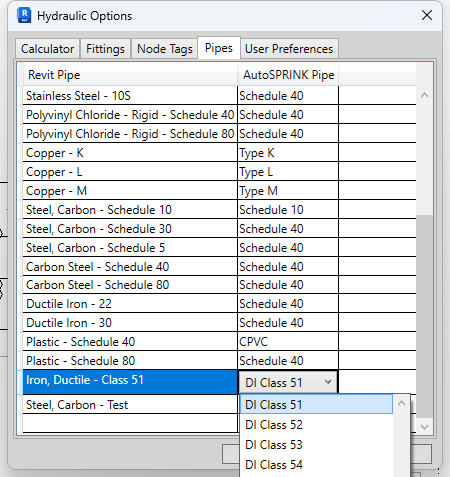 Hydraulic Options
Calculator Fittings Node Tags Pipes User Preferences
Revit Pipe AutoSPRINK Pipe
Stainless Steel - 10S Schedule 40
Polyvinyl Chloride - Rigid - Schedule 40 Schedule 40
Polyvinyl Chloride - Rigid - Schedule 80 Schedule 40
Copper - K Type K
Copper - L Type L
Copper - M Type M
Steel, Carbon - Schedule 10 Schedule 10
Steel, Carbon - Schedule 30 Schedule 40
Steel, Carbon - Schedule 5 Schedule 40
Carbon Steel - Schedule 40 Schedule 40
Carbon Steel - Schedule 80 Schedule 40
Ductile Iron - 22 Schedule 40
Ductile Iron - 30 Schedule 40
Plastic - Schedule 40 CPVC
Plastic - Schedule 80 Schedule 40
Iron, Ductile - Class 51 DI Class 51
Steel, Carbon - Test DI Class 51
DI Class 52
DI Class 53
DI Class 54